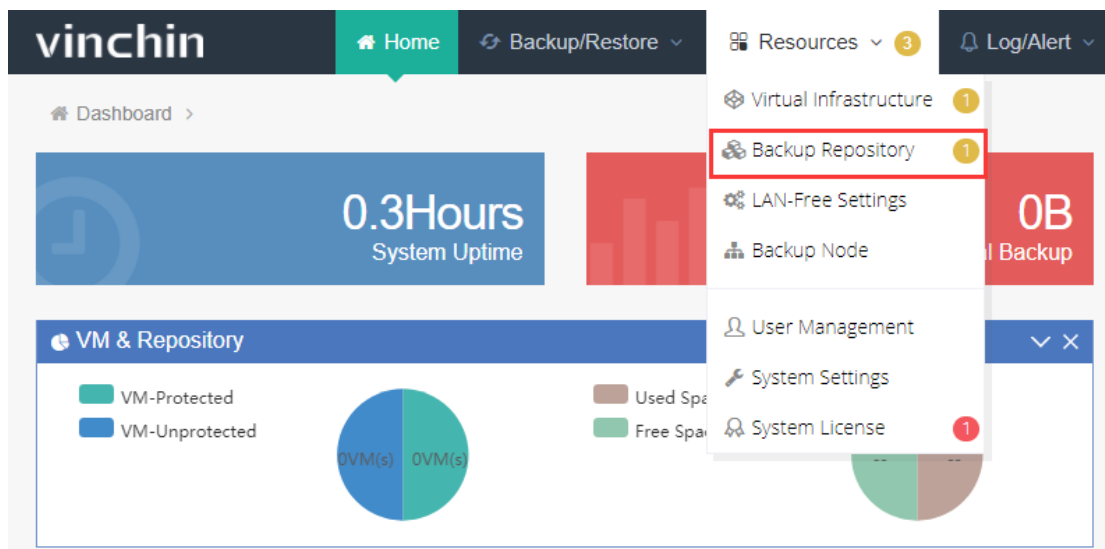 vinchin Home Backup/Restore Resources 3 Log/Alert
Dashboard >
Virtual Infrastructure 1
Backup Repository 1
LAN-Free Settings
Backup Node
User Management
System Settings
System License 1
0.3Hours
System Uptime
0B
l Backup
VM & Repository
VM-Protected
VM-Unprotected
0VM(s) 0VM(s)
Used Spa
Free Spa